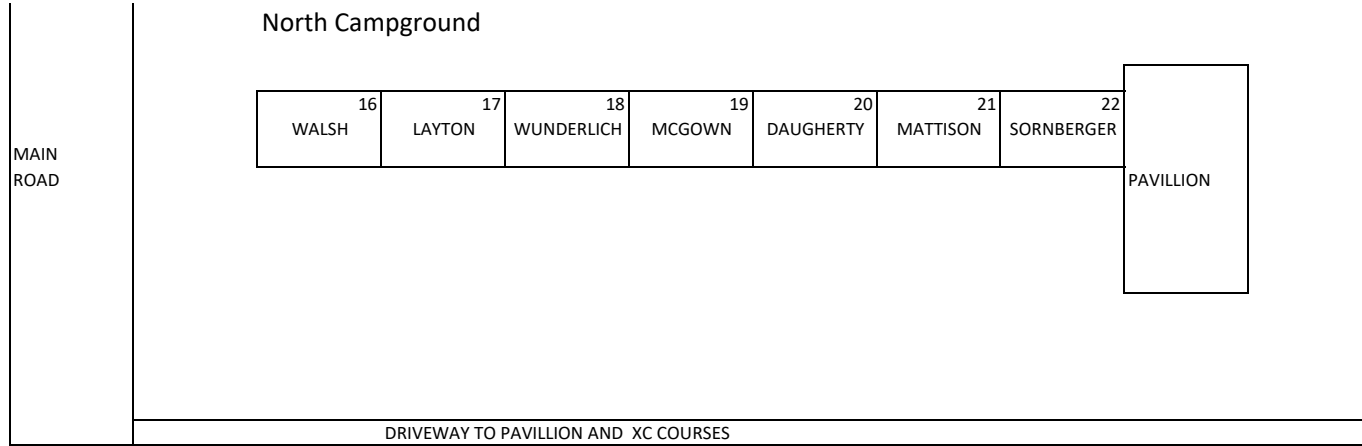 North Campground
16 17 18 19 20 21 22
WALSH LAYTON WUNDERLICH MCGOWN DAUGHERTY MATTISON SORNBERGER
MAIN
ROAD
PAVILLION
DRIVEWAY TO PAVILLION AND  XC COURSES